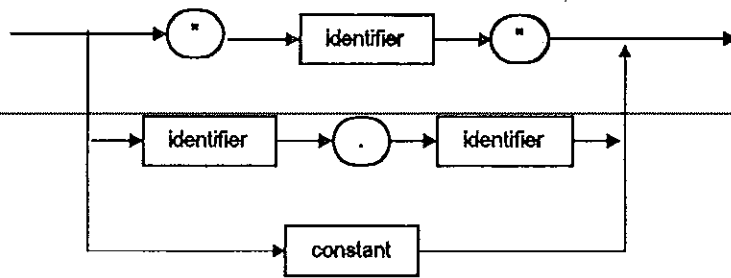 " identifier "
identifier . identifier
constant